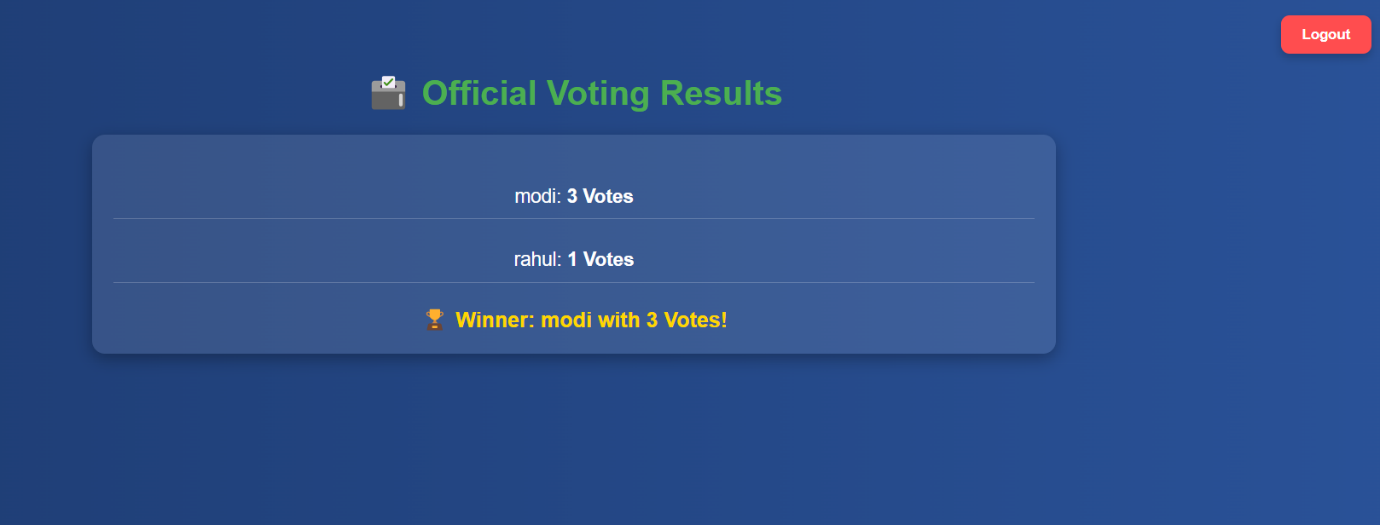 Logout
Official Voting Results
modi: 3 Votes
rahul: 1 Votes
Winner: modi with 3 Votes!